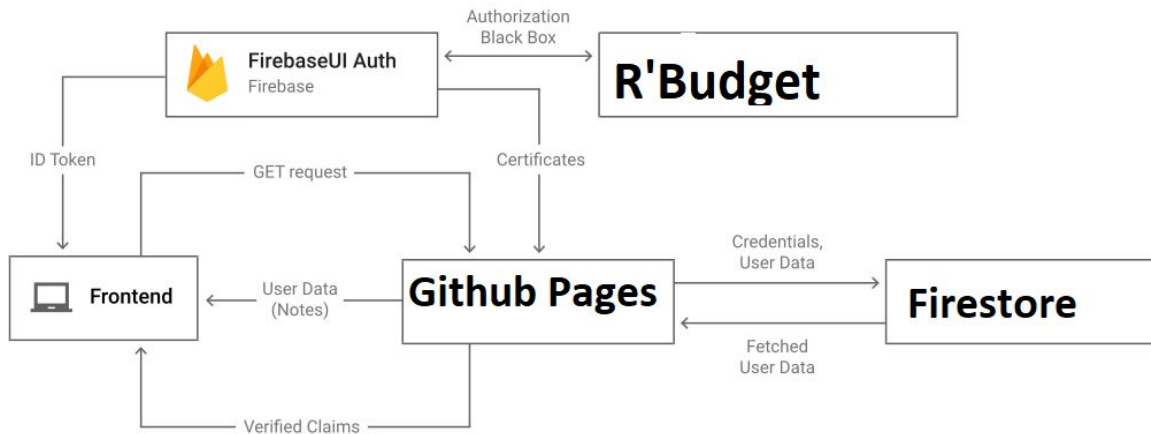 Authorization
Black Box
FirebaseUI Auth
Firebase
R'Budget
ID Token
Certificates
GET request
Credentials,
User Data
Frontend
User Data
(Notes)
Github Pages
Firestore
Fetched
User Data
Verified Claims